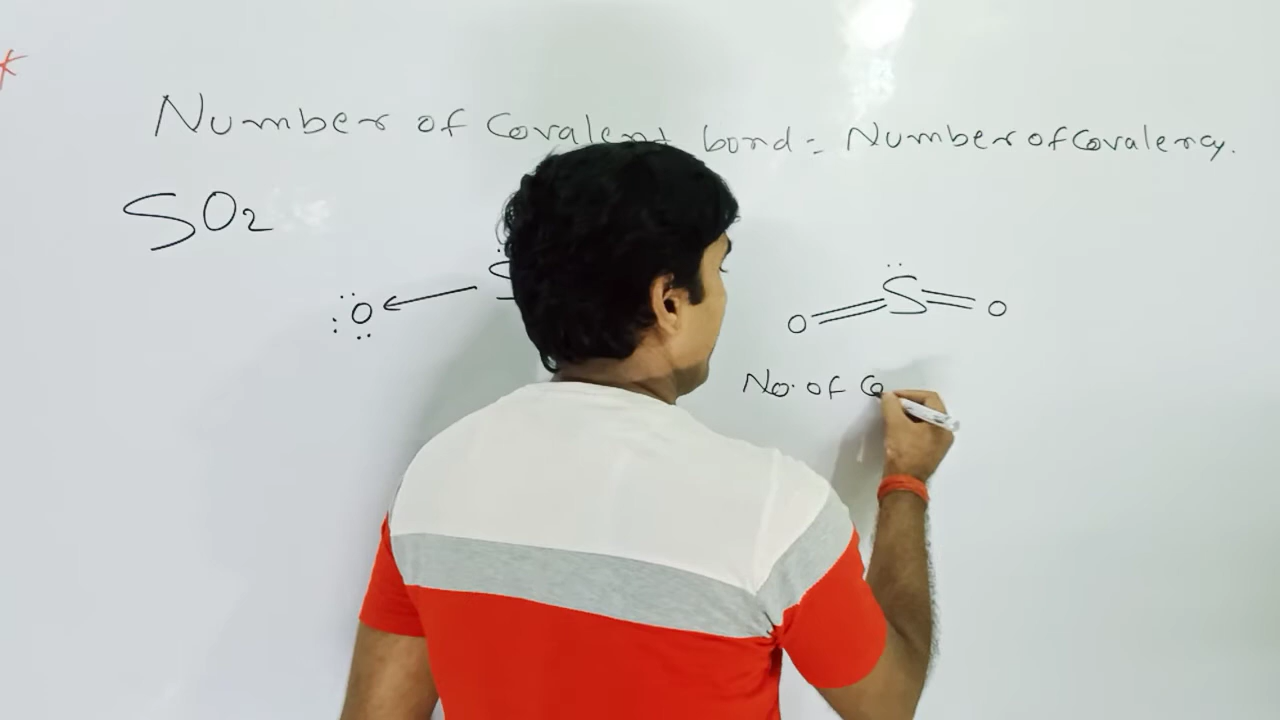 Number of Covalent bond = Number of Covalency.
SO2
:O S O=S=O
No. of Co